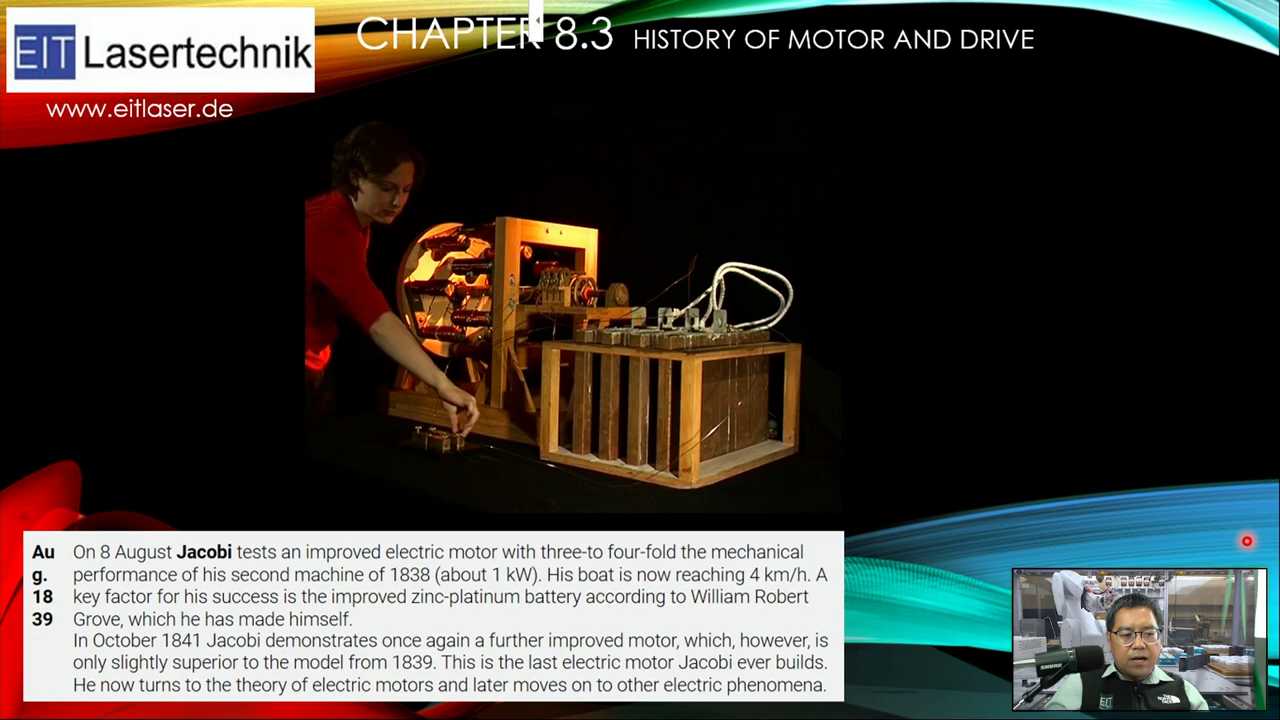 EIT Lasertechnik
CHAPTER 8.3 HISTORY OF MOTOR AND DRIVE
www.eitlaser.de
Au On 8 August Jacobi tests an improved electric motor with three-to four-fold the mechanical
g. performance of his second machine of 1838 (about 1 kW). His boat is now reaching 4 km/h. A
18 key factor for his success is the improved zinc-platinum battery according to William Robert
39 Grove, which he has made himself.
In October 1841 Jacobi demonstrates once again a further improved motor, which, however, is
only slightly superior to the model from 1839. This is the last electric motor Jacobi ever builds.
He now turns to the theory of electric motors and later moves on to other electric phenomena.
SHURE
EIT